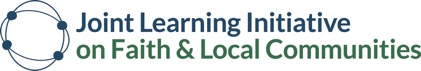 Joint Learning Initiative
on Faith & Local Communities